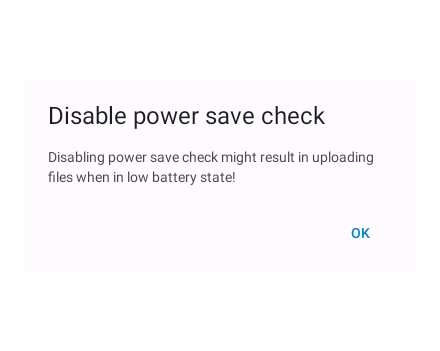 Disable power save check
Disabling power save check might result in uploading
files when in low battery state!
OK